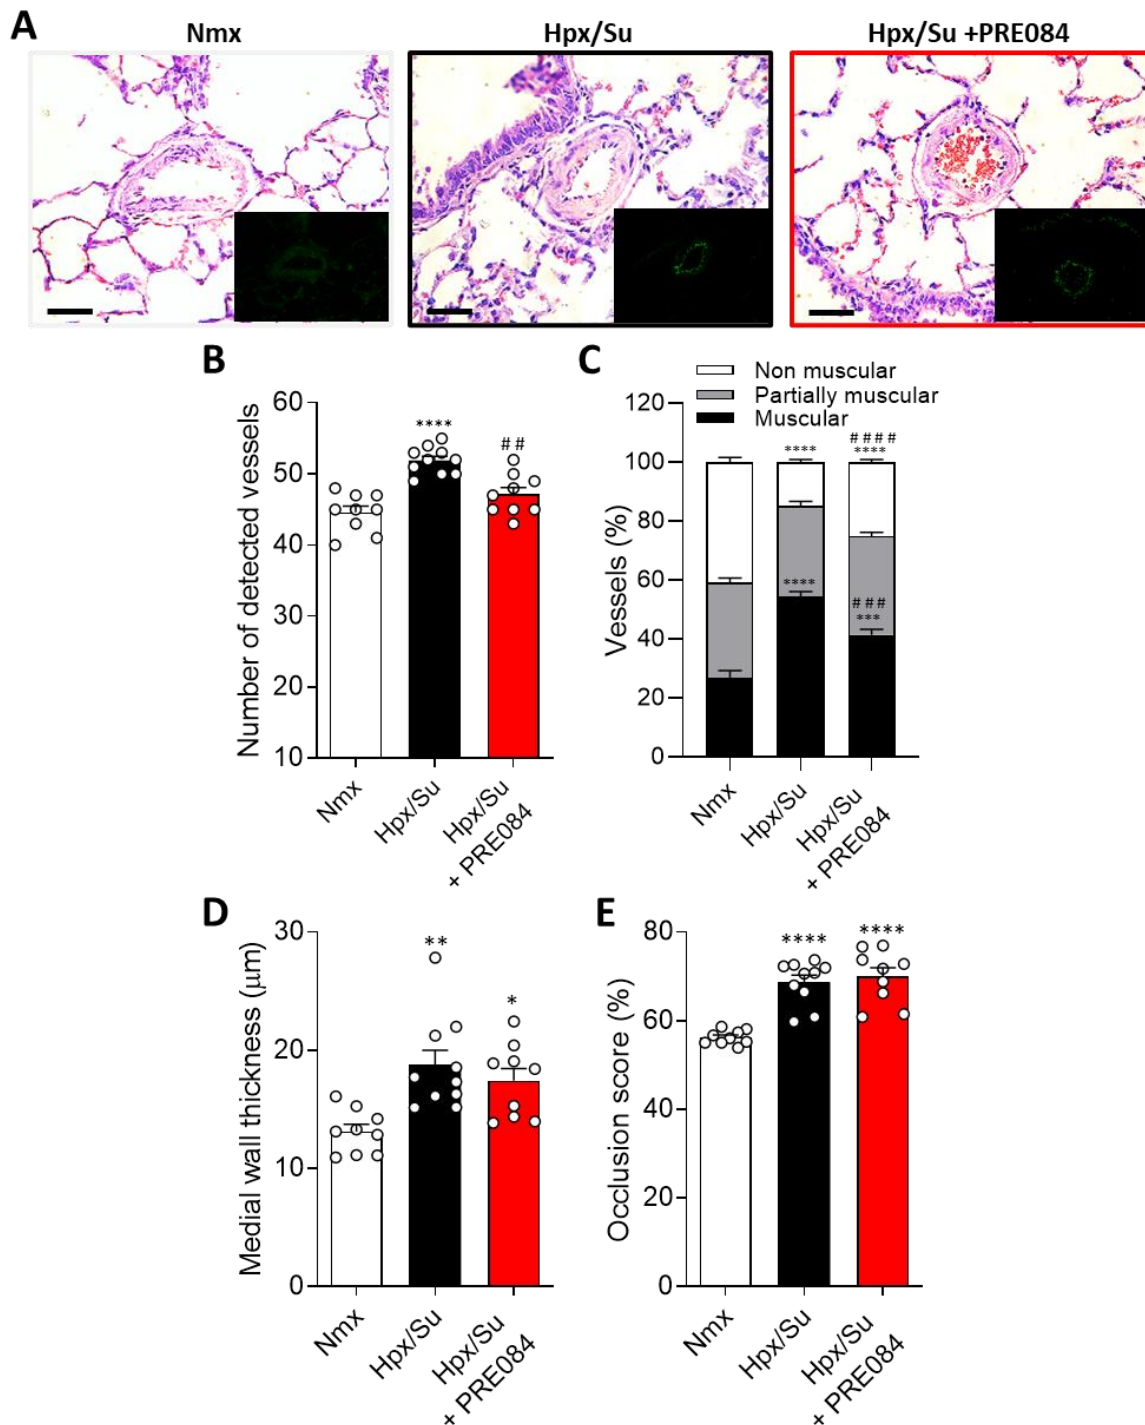 A
Nmx
Hpx/Su
Hpx/Su +PRE084
B
Number of detected vessels
60
50
40
30
20
10
****
# #
Nmx
Hpx/Su
Hpx/Su
+ PRE084
C
Non muscular
Partially muscular
Muscular
Vessels (%)
120
100
80
60
40
20
0
****
****
# # # #
****
# # #
***
Nmx
Hpx/Su
Hpx/Su
+ PRE084
D
Medial wall thickness (µm)
30
20
10
0
**
*
Nmx
Hpx/Su
Hpx/Su
+ PRE084
E
Occlusion score (%)
80
60
40
20
0
****
****
Nmx
Hpx/Su
Hpx/Su
+ PRE084